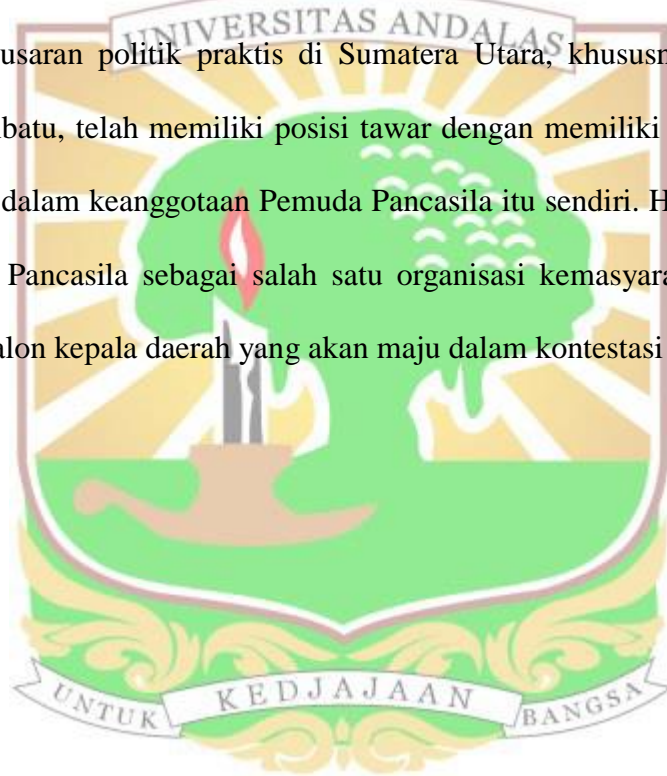 UNIVERSITAS ANDALAS
usaran politik praktis di Sumatera Utara, khususn
batu, telah memiliki posisi tawar dengan memiliki
dalam keanggotaan Pemuda Pancasila itu sendiri. H
Pancasila sebagai salah satu organisasi kemasyara
alon kepala daerah yang akan maju dalam kontestasi
UNTUK KEDJAJAAN BANGSA